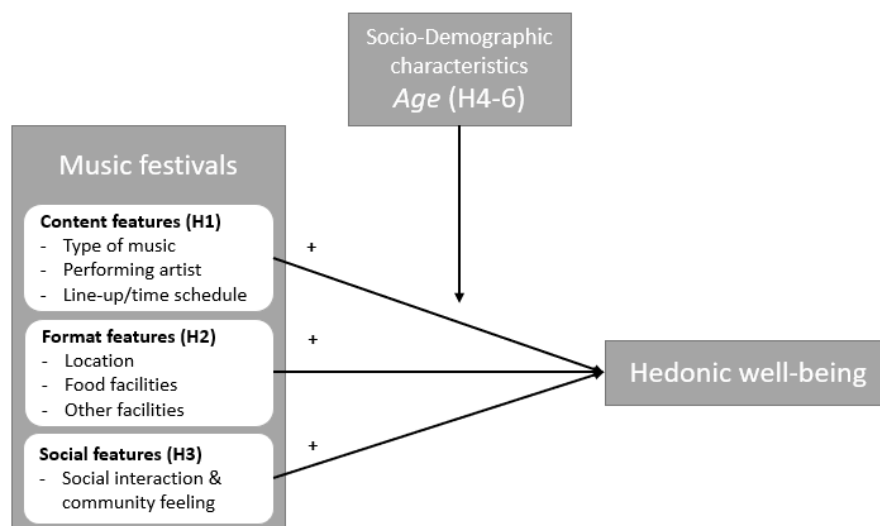 Socio-Demographic
characteristics
Age (H4-6)
Music festivals
Content features (H1)
- Type of music
- Performing artist
- Line-up/time schedule
+
Format features (H2)
- Location
- Food facilities
- Other facilities
+
Hedonic well-being
Social features (H3)
- Social interaction &
community feeling
+